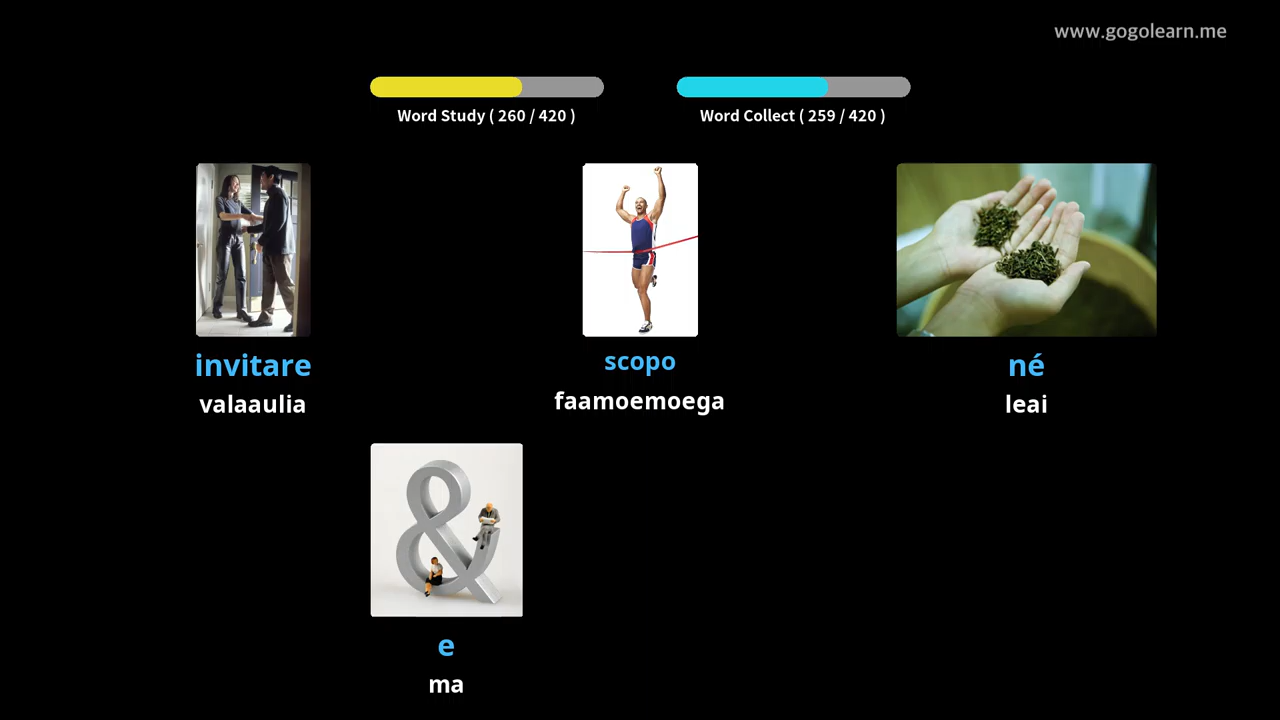 www.gogolearn.me
Word Study ( 260 / 420 )
Word Collect ( 259 / 420 )
invitare
valaaulia
scopo
faamoemoega
né
leai
&
e
ma